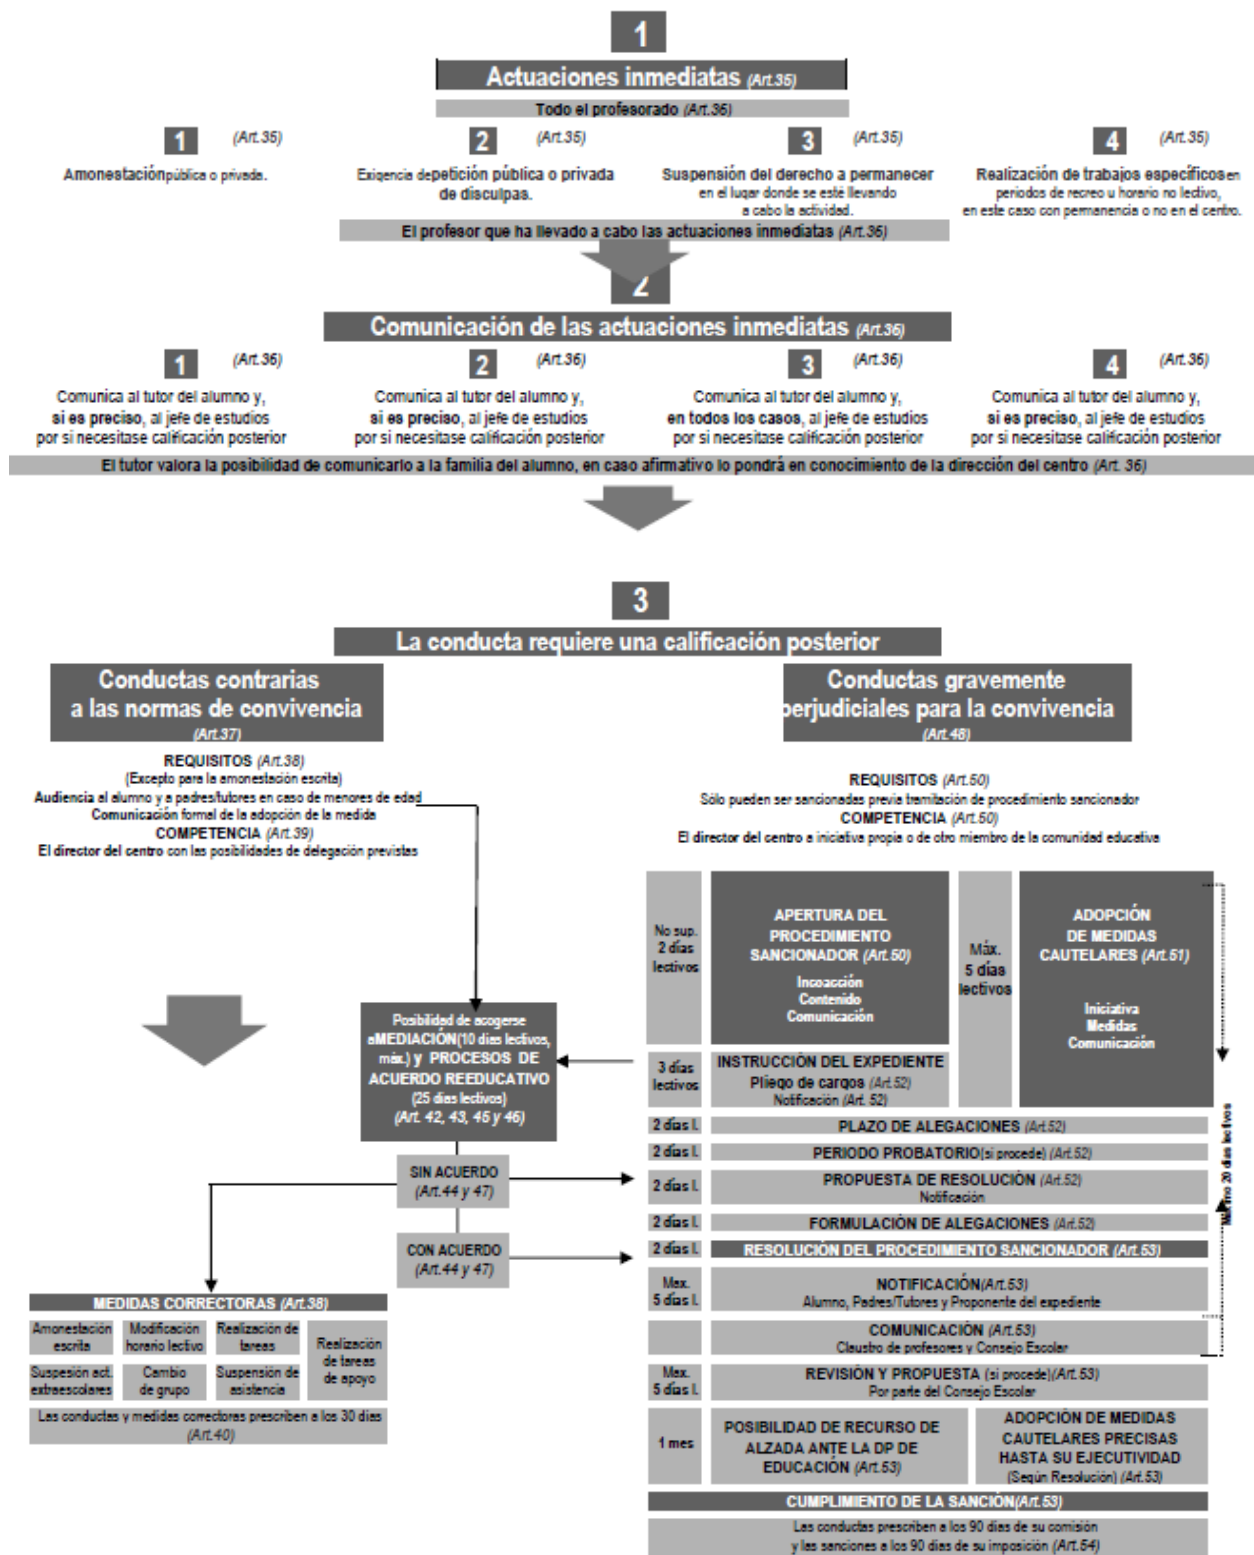 1
Actuaciones inmediatas (Art.35)
Todo el profesorado (Art.36)
1 (Art.35)
Amonestación pública o privada.
2 (Art.35)
Exigencia de petición pública o privada
de disculpas.
3 (Art.35)
Suspensión del derecho a permanecer
en el lugar donde se esté llevando
a cabo la actividad.
4 (Art.35)
Realización de trabajos específicos en
periodos de recreo u horario no lectivo,
en este caso con permanencia o no en el centro.
El profesor que ha llevado a cabo las actuaciones inmediatas (Art.36)
2
Comunicación de las actuaciones inmediatas (Art.36)
1 (Art.36)
Comunica al tutor del alumno y,
si es preciso, al jefe de estudios
por si necesitase calificación posterior
2 (Art.36)
Comunica al tutor del alumno y,
si es preciso, al jefe de estudios
por si necesitase calificación posterior
3 (Art.36)
Comunica al tutor del alumno y,
en todos los casos, al jefe de estudios
por si necesitase calificación posterior
4 (Art.36)
Comunica al tutor del alumno y,
si es preciso, al jefe de estudios
por si necesitase calificación posterior
El tutor valora la posibilidad de comunicarlo a la familia del alumno, en caso afirmativo lo pondrá en conocimiento de la dirección del centro (Art. 36)
3
La conducta requiere una calificación posterior
Conductas contrarias
a las normas de convivencia
(Art.37)
REQUISITOS (Art.38)
(Excepto para la amonestación escrita)
Audiencia al alumno y a padres/tutores en caso de menores de edad
Comunicación formal de la adopción de la medida
COMPETENCIA (Art.39)
El director del centro con las posibilidades de delegación previstas
Conductas gravemente
perjudiciales para la convivencia
(Art.48)
REQUISITOS (Art.50)
Sólo pueden ser sancionadas previa tramitación de procedimiento sancionador
COMPETENCIA (Art.50)
El director del centro a iniciativa propia o de otro miembro de la comunidad educativa
No sup.
2 días
lectivos
APERTURA DEL
PROCEDIMIENTO
SANCIONADOR (Art.50)
Incoacción
Contenido
Comunicación
Máx.
5 días
lectivos
ADOPCIÓN
DE MEDIDAS
CAUTELARES (Art.51)
Iniciativa
Medidas
Comunicación
Posibilidad de acogerse
a MEDIACIÓN (10 días lectivos,
máx.) y PROCESOS DE
ACUERDO REEDUCATIVO
(25 días lectivos)
(Art. 42, 43, 45 y 46)
3 días
lectivos
INSTRUCCIÓN DEL EXPEDIENTE
Pliego de cargos (Art.52)
Notificación (Art. 52)
2 días l.
PLAZO DE ALEGACIONES (Art.52)
2 días l.
PERIODO PROBATORIO (si procede) (Art.52)
SIN ACUERDO
(Art.44 y 47)
2 días l.
PROPUESTA DE RESOLUCIÓN (Art.52)
Notificación
2 días l.
FORMULACIÓN DE ALEGACIONES (Art.52)
CON ACUERDO
(Art.44 y 47)
2 días l.
RESOLUCIÓN DEL PROCEDIMIENTO SANCIONADOR (Art.53)
Max.
5 días l.
NOTIFICACIÓN (Art.53)
Alumno, Padres/Tutores y Proponente del expediente
COMUNICACIÓN (Art.53)
Claustro de profesores y Consejo Escolar
Máximo 20 días lectivos
Max.
5 días l.
REVISIÓN Y PROPUESTA (si procede) (Art.53)
Por parte del Consejo Escolar
1 mes
POSIBILIDAD DE RECURSO DE
ALZADA ANTE LA DP DE
EDUCACIÓN (Art.53)
ADOPCIÓN DE MEDIDAS
CAUTELARES PRECISAS
HASTA SU EJECUTIVIDAD
(Según Resolución) (Art.53)
CUMPLIMIENTO DE LA SANCIÓN (Art.53)
Las conductas prescriben a los 90 días de su comisión
y las sanciones a los 90 días de su imposición (Art.54)
MEDIDAS CORRECTORAS (Art.38)
Amonestación
escrita
Modificación
horario lectivo
Realización de
tareas
Realización
de tareas
de apoyo
Suspesión act.
extraescolares
Cambio
de grupo
Suspensión de
asistencia
Las conductas y medidas correctoras prescriben a los 30 días
(Art.40)